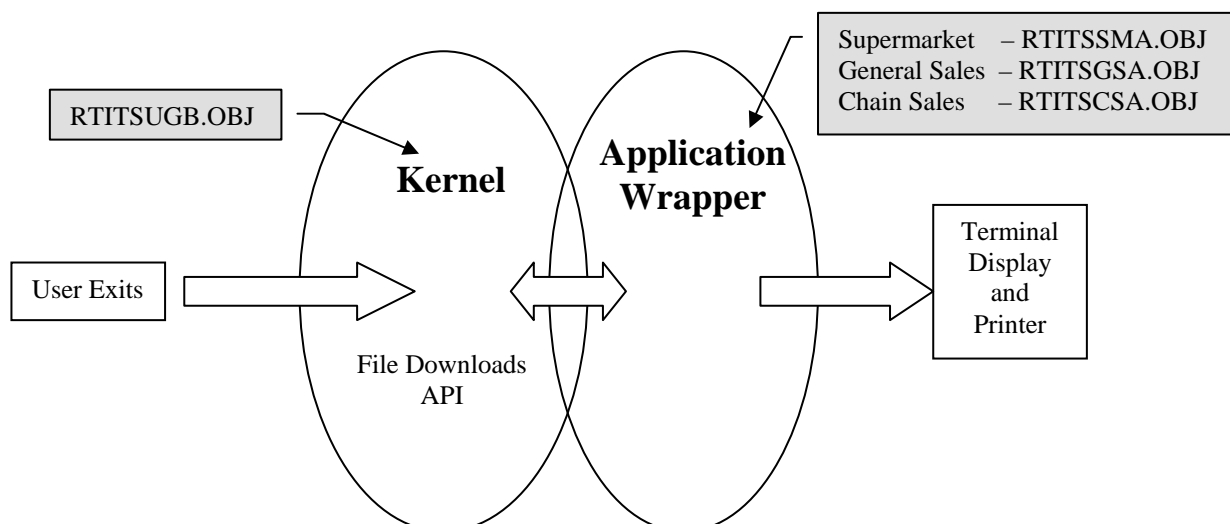 Supermarket – RTITSSMA.OBJ
General Sales – RTITSGSA.OBJ
Chain Sales – RTITSCSA.OBJ
RTITSUGB.OBJ
Kernel
Application
Wrapper
User Exits
Terminal
Display
and
Printer
File Downloads
API